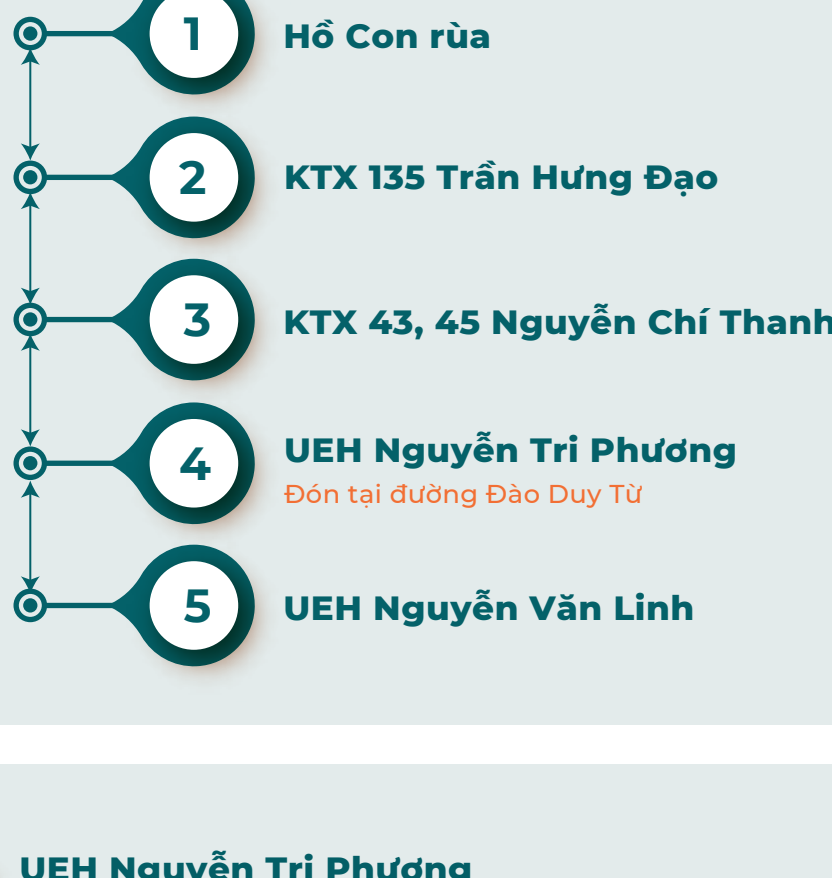 1
Hồ Con rùa
2
KTX 135 Trần Hưng Đạo
3
KTX 43, 45 Nguyễn Chí Thanh
4
UEH Nguyễn Tri Phương
Đón tại đường Đào Duy Từ
5
UEH Nguyễn Văn Linh
UEH Nguyễn Tri Phương